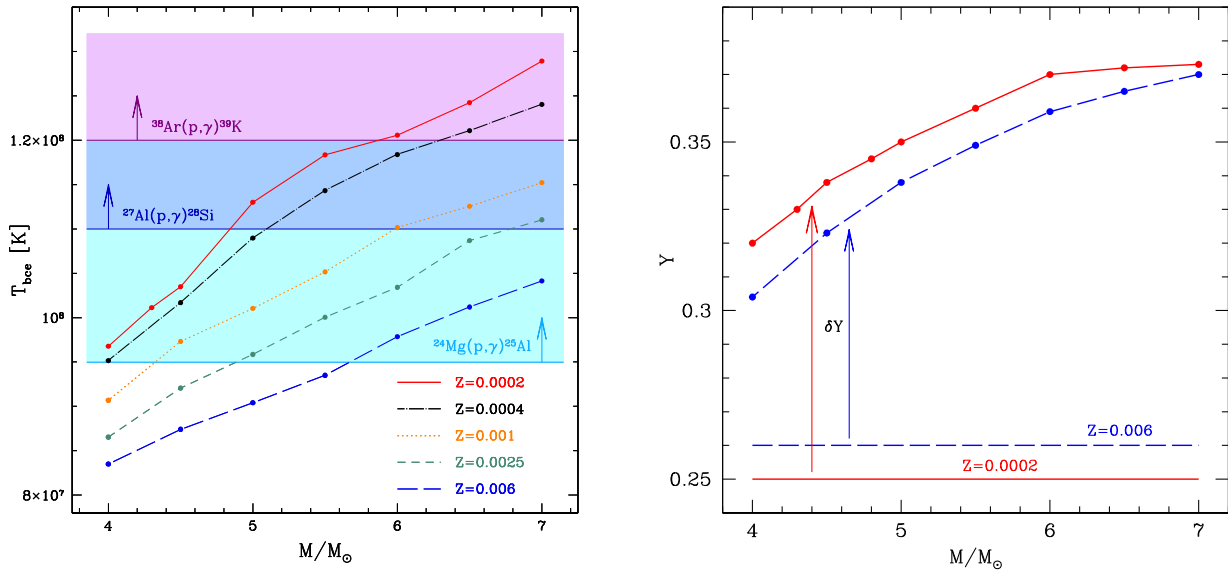 1.2×10⁸
10⁸
8×10⁷
T_bce [K]
³⁸Ar(p,γ)³⁹K
²⁷Al(p,γ)²⁸Si
²⁴Mg(p,γ)²⁵Al
Z=0.0002
Z=0.0004
Z=0.001
Z=0.0025
Z=0.006
4 5 6 7
M/M☉
0.35
0.3
0.25
Y
δY
Z=0.006
Z=0.0002
4 5 6 7
M/M☉